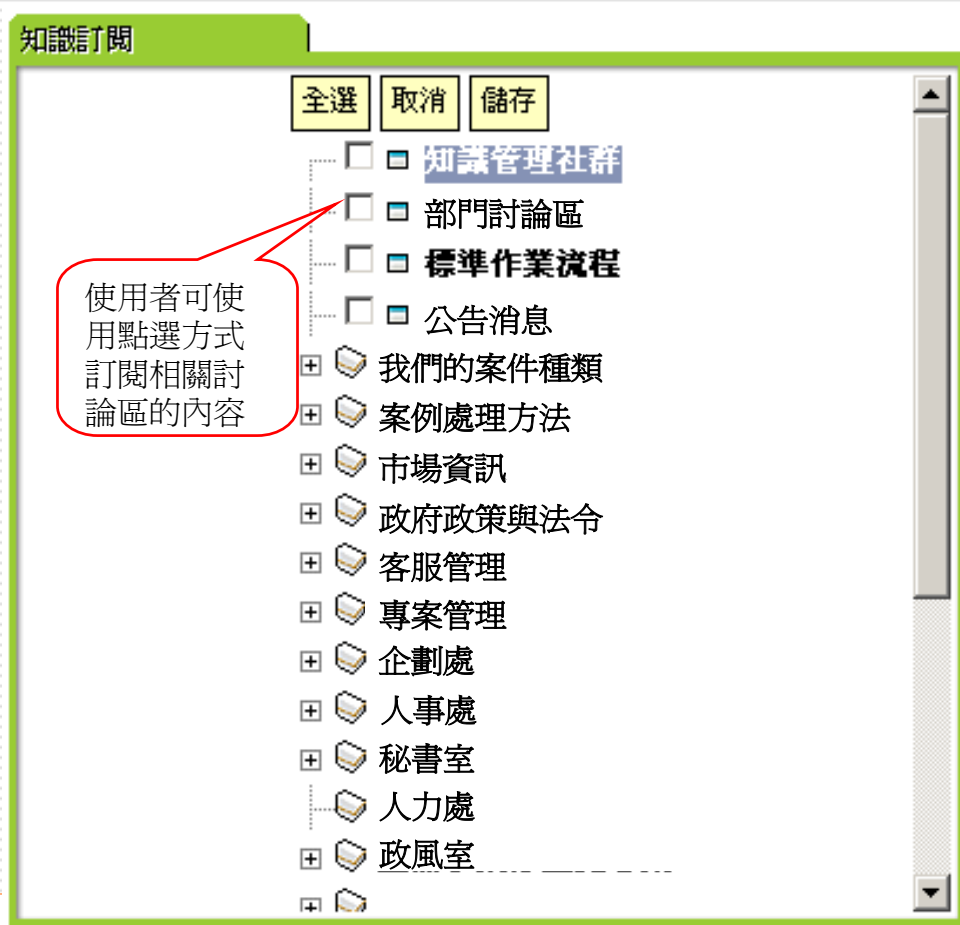 知識訂閱
全選 取消 儲存
知識管理社群
部門討論區
標準作業流程
公告消息
使用者可使
用點選方式
訂閱相關討
論區的內容
我們的案件種類
案例處理方法
市場資訊
政府政策與法令
客服管理
專案管理
企劃處
人事處
秘書室
人力處
政風室